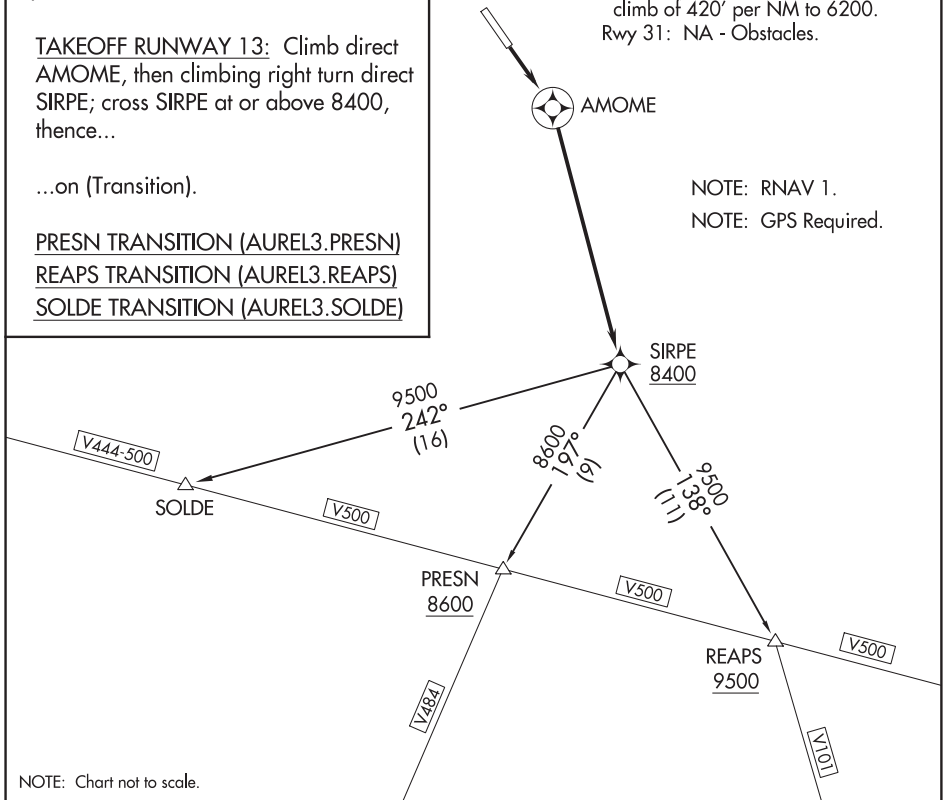 climb of 420' per NM to 6200.
Rwy 31: NA - Obstacles.
TAKEOFF RUNWAY 13: Climb direct
AMOME, then climbing right turn direct
SIRPE; cross SIRPE at or above 8400,
thence...
...on (Transition).
PRESN TRANSITION (AUREL3.PRESN)
REAPS TRANSITION (AUREL3.REAPS)
SOLDE TRANSITION (AUREL3.SOLDE)
AMOME
NOTE: RNAV 1.
NOTE: GPS Required.
SIRPE
8400
9500
242°
(16)
8600
197°
(9)
9500
138°
(11)
V444-500
SOLDE
V500
PRESN
8600
V500
REAPS
9500
V500
V484
V101
NOTE: Chart not to scale.